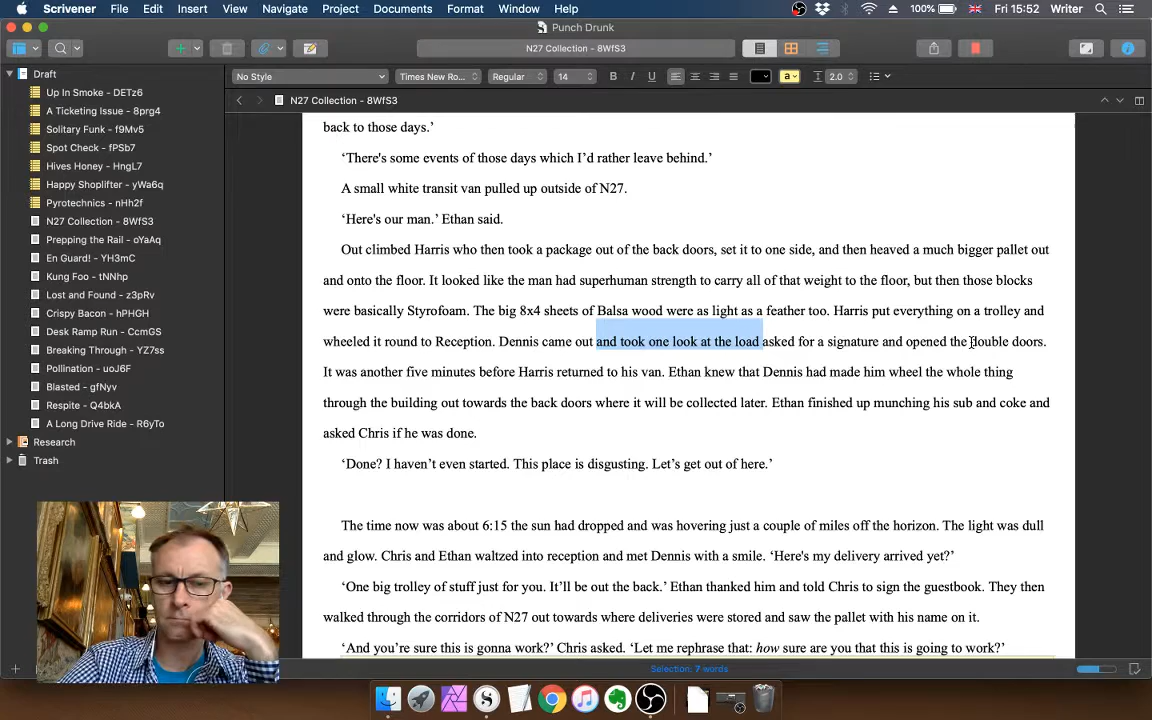 Scrivener File Edit Insert View Navigate Project Documents Format Window Help 100% Fri 15:52 Writer
Punch Drunk
N27 Collection - 8WfS3
No Style Times New Ro... Regular 14 B I U a 2.0
Draft
Up In Smoke - DETz6
A Ticketing Issue - 8prg4
Solitary Funk - f9Mv5
Spot Check - fPSb7
Hives Honey - HngL7
Happy Shoplifter - yWa6q
Pyrotechnics - nHh2f
N27 Collection - 8WfS3
Prepping the Rail - oYaAq
En Guard! - YH3mC
Kung Foo - tNNhp
Lost and Found - z3pRv
Crispy Bacon - hPHGH
Desk Ramp Run - CcmGS
Breaking Through - YZ7ss
Pollination - uoJ6F
Blasted - gfNyv
Respite - Q4bkA
A Long Drive Ride - R6yTo
Research
Trash
N27 Collection - 8WfS3
back to those days.’
‘There's some events of those days which I’d rather leave behind.’
A small white transit van pulled up outside of N27.
‘Here's our man.’ Ethan said.
Out climbed Harris who then took a package out of the back doors, set it to one side, and then heaved a much bigger pallet out
and onto the floor. It looked like the man had superhuman strength to carry all of that weight to the floor, but then those blocks
were basically Styrofoam. The big 8x4 sheets of Balsa wood were as light as a feather too. Harris put everything on a trolley and
wheeled it round to Reception. Dennis came out and took one look at the load asked for a signature and opened the double doors.
It was another five minutes before Harris returned to his van. Ethan knew that Dennis had made him wheel the whole thing
through the building out towards the back doors where it will be collected later. Ethan finished up munching his sub and coke and
asked Chris if he was done.
‘Done? I haven’t even started. This place is disgusting. Let’s get out of here.’
The time now was about 6:15 the sun had dropped and was hovering just a couple of miles off the horizon. The light was dull
and glow. Chris and Ethan waltzed into reception and met Dennis with a smile. ‘Here's my delivery arrived yet?’
‘One big trolley of stuff just for you. It’ll be out the back.’ Ethan thanked him and told Chris to sign the guestbook. They then
walked through the corridors of N27 out towards where deliveries were stored and saw the pallet with his name on it.
‘And you’re sure this is gonna work?’ Chris asked. ‘Let me rephrase that: how sure are you that this is going to work?’
Selection: 7 words